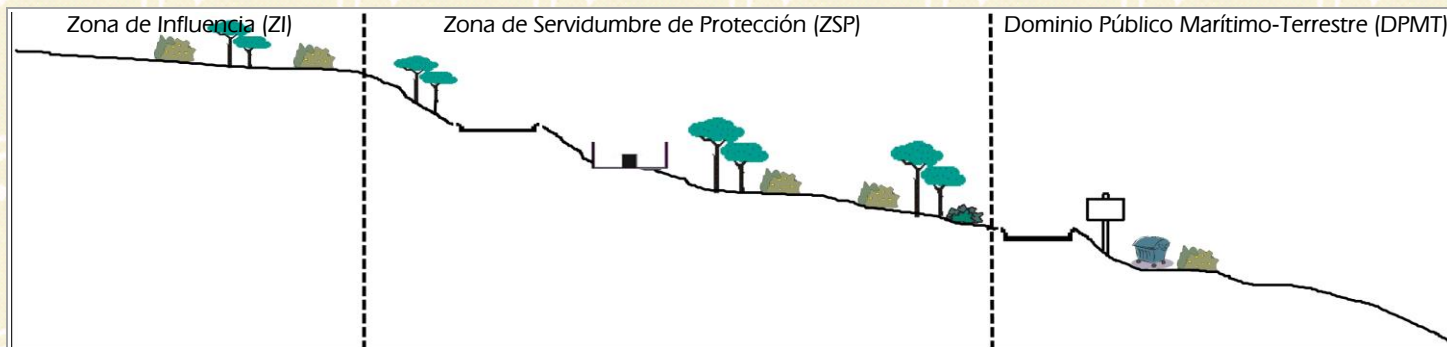 Zona de Influencia (ZI)
Zona de Servidumbre de Protección (ZSP)
Dominio Público Marítimo-Terrestre (DPMT)